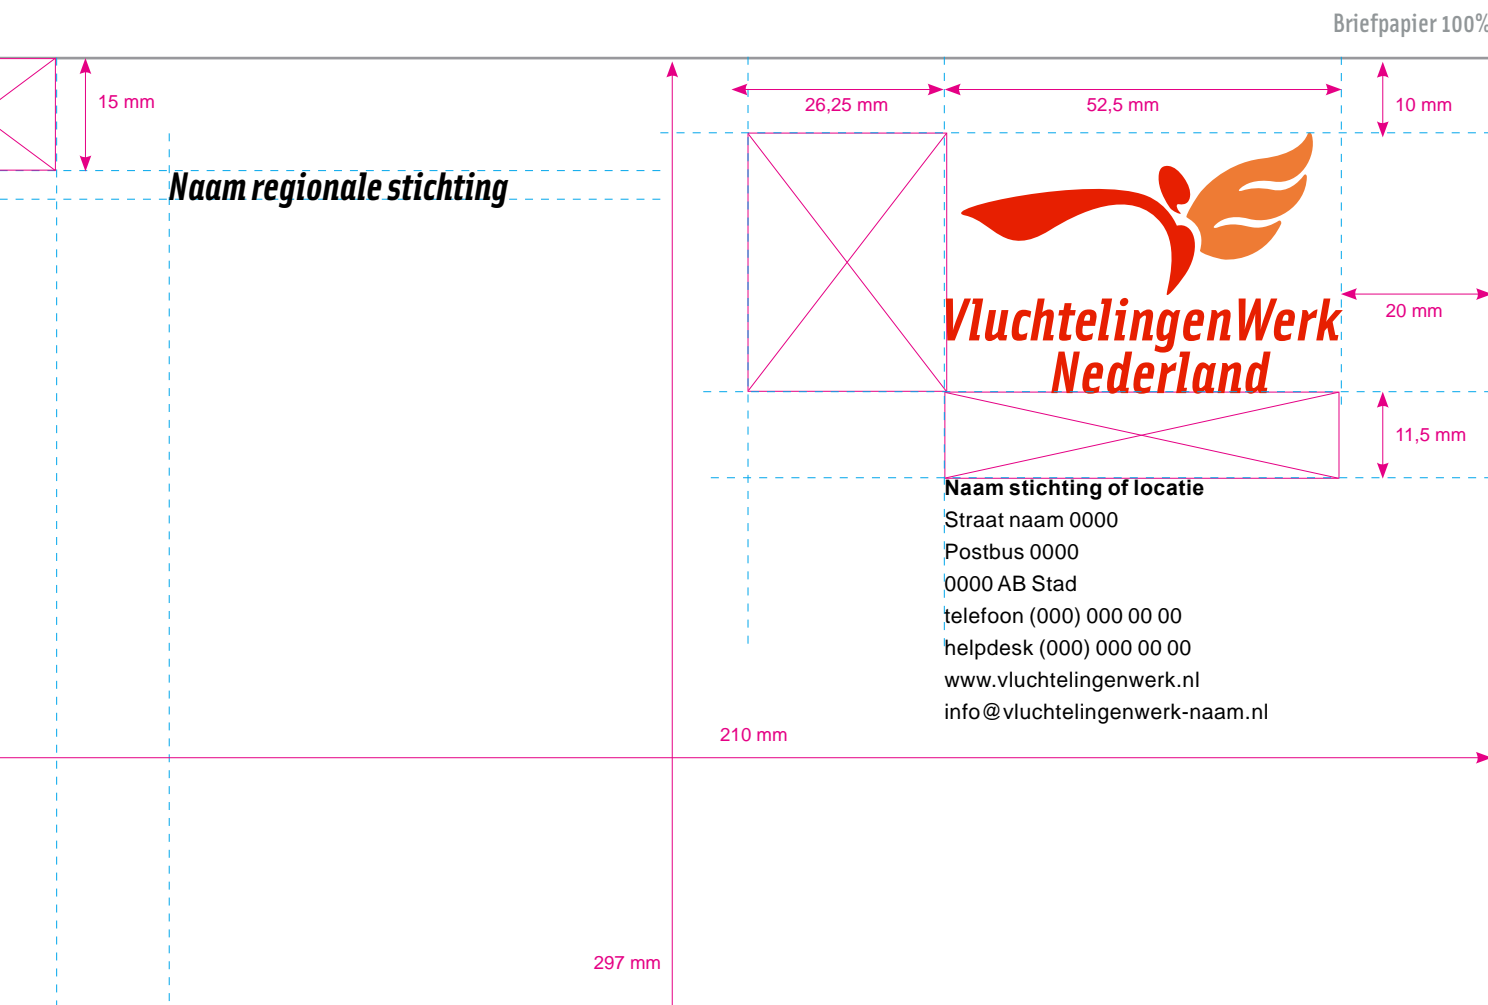 Briefpapier 100%
15 mm
26,25 mm
52,5 mm
10 mm
Naam regionale stichting
20 mm
VluchtelingenWerk
Nederland
11,5 mm
Naam stichting of locatie
Straat naam 0000
Postbus 0000
0000 AB Stad
telefoon (000) 000 00 00
helpdesk (000) 000 00 00
www.vluchtelingenwerk.nl
info@vluchtelingenwerk-naam.nl
210 mm
297 mm